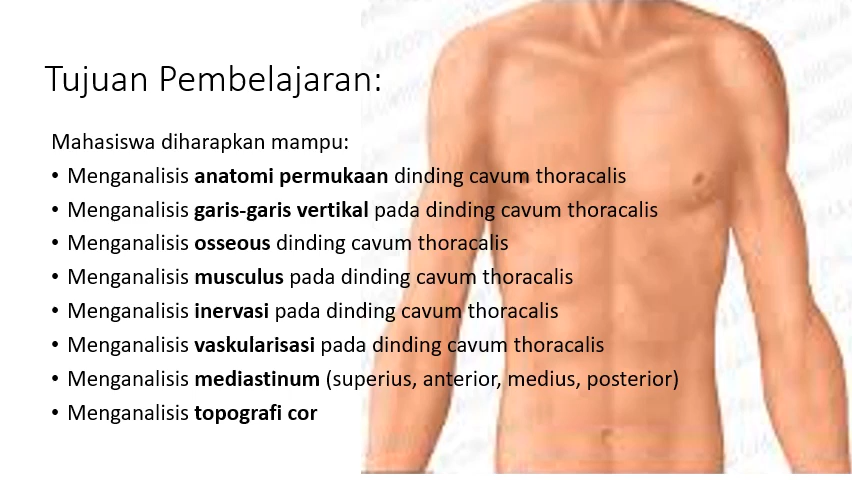 Tujuan Pembelajaran:
Mahasiswa diharapkan mampu:
• Menganalisis anatomi permukaan dinding cavum thoracalis
• Menganalisis garis-garis vertikal pada dinding cavum thoracalis
• Menganalisis osseous dinding cavum thoracalis
• Menganalisis musculus pada dinding cavum thoracalis
• Menganalisis inervasi pada dinding cavum thoracalis
• Menganalisis vaskularisasi pada dinding cavum thoracalis
• Menganalisis mediastinum (superius, anterior, medius, posterior)
• Menganalisis topografi cor